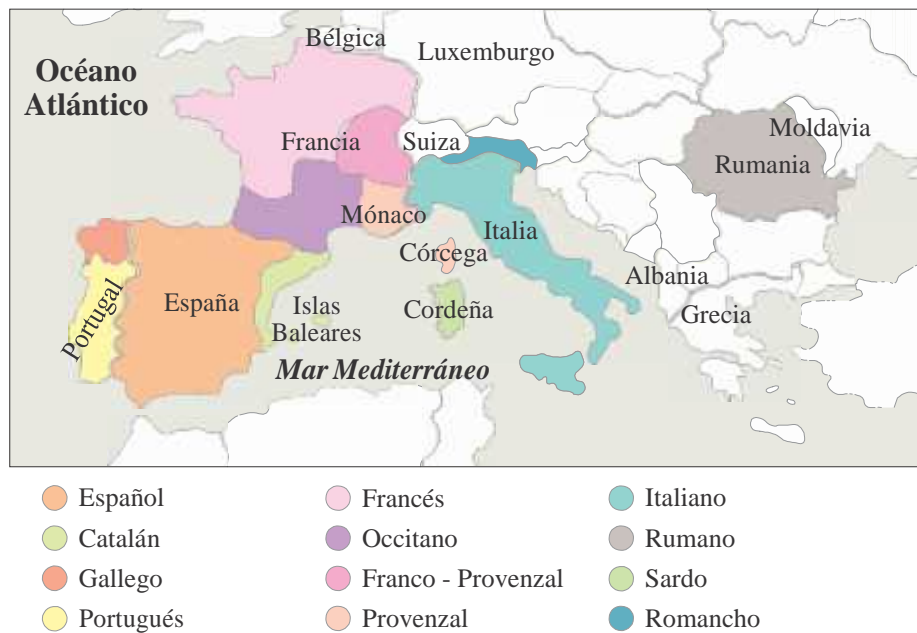 Bélgica
Luxemburgo
Océano
Atlántico
Francia
Suiza
Moldavia
Rumania
Mónaco
Italia
Córcega
Albania
España
Portugal
Islas
Baleares
Cordeña
Grecia
Mar Mediterráneo
Español
Catalán
Gallego
Portugués
Francés
Occitano
Franco - Provenzal
Provenzal
Italiano
Rumano
Sardo
Romancho